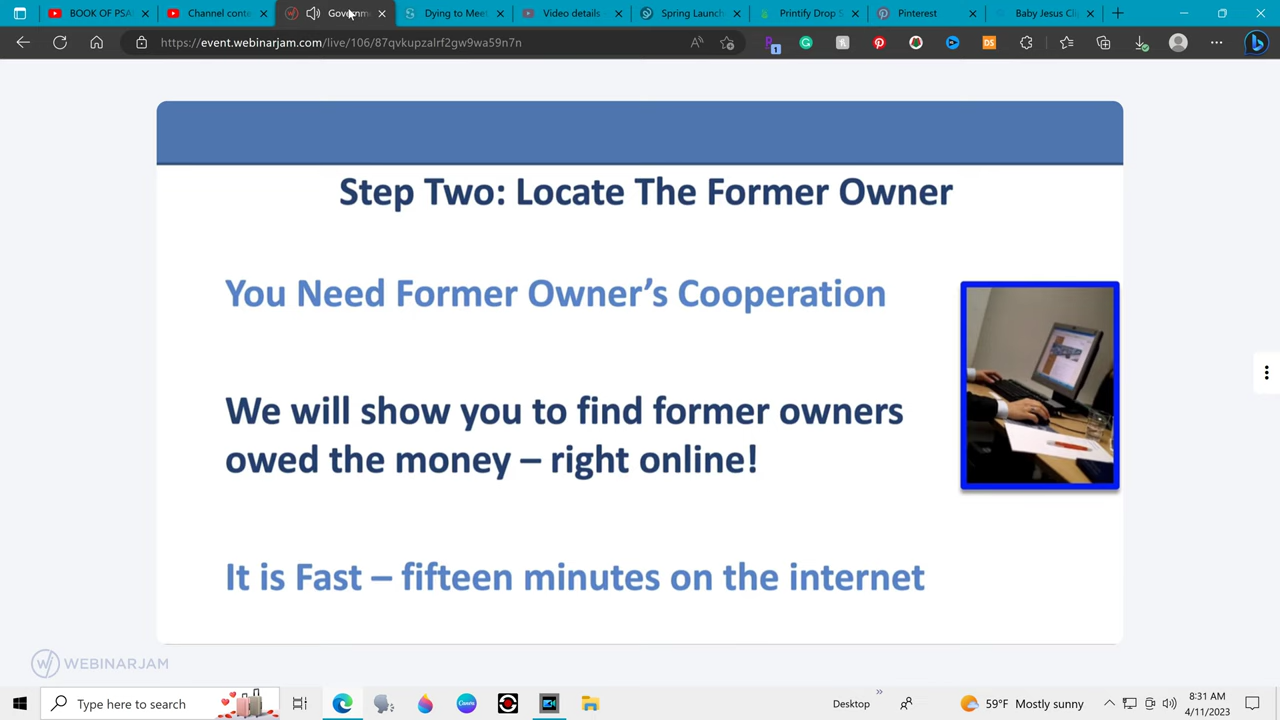 BOOK OF PSA
Channel conte
Governm
Dying to Meet
Video details
Spring Launch
Printify Drop S
Pinterest
Baby Jesus Cli
https://event.webinarjam.com/live/106/87qvkupzalrf2gw9wa59n7n
Step Two: Locate The Former Owner
You Need Former Owner's Cooperation
We will show you to find former owners
owed the money – right online!
It is Fast – fifteen minutes on the internet
WEBINARJAM
Type here to search
Desktop
59°F Mostly sunny
8:31 AM
4/11/2023